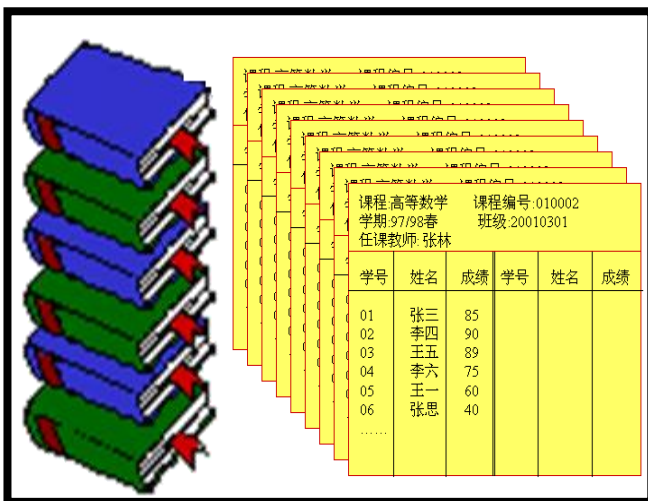 课程:高等数学 课程编号:010002
学期:97/98春 班级:20010301
任课教师: 张林
学号 姓名 成绩 学号 姓名 成绩
01 张三 85
02 李四 90
03 王五 89
04 李六 75
05 王一 60
06 张思 40
……